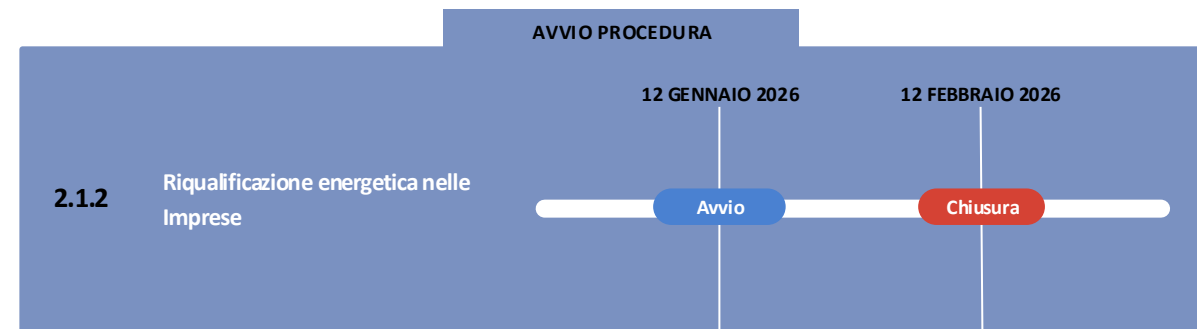 AVVIO PROCEDURA
12 GENNAIO 2026
12 FEBBRAIO 2026
2.1.2
Riqualificazione energetica nelle
Imprese
Avvio
Chiusura